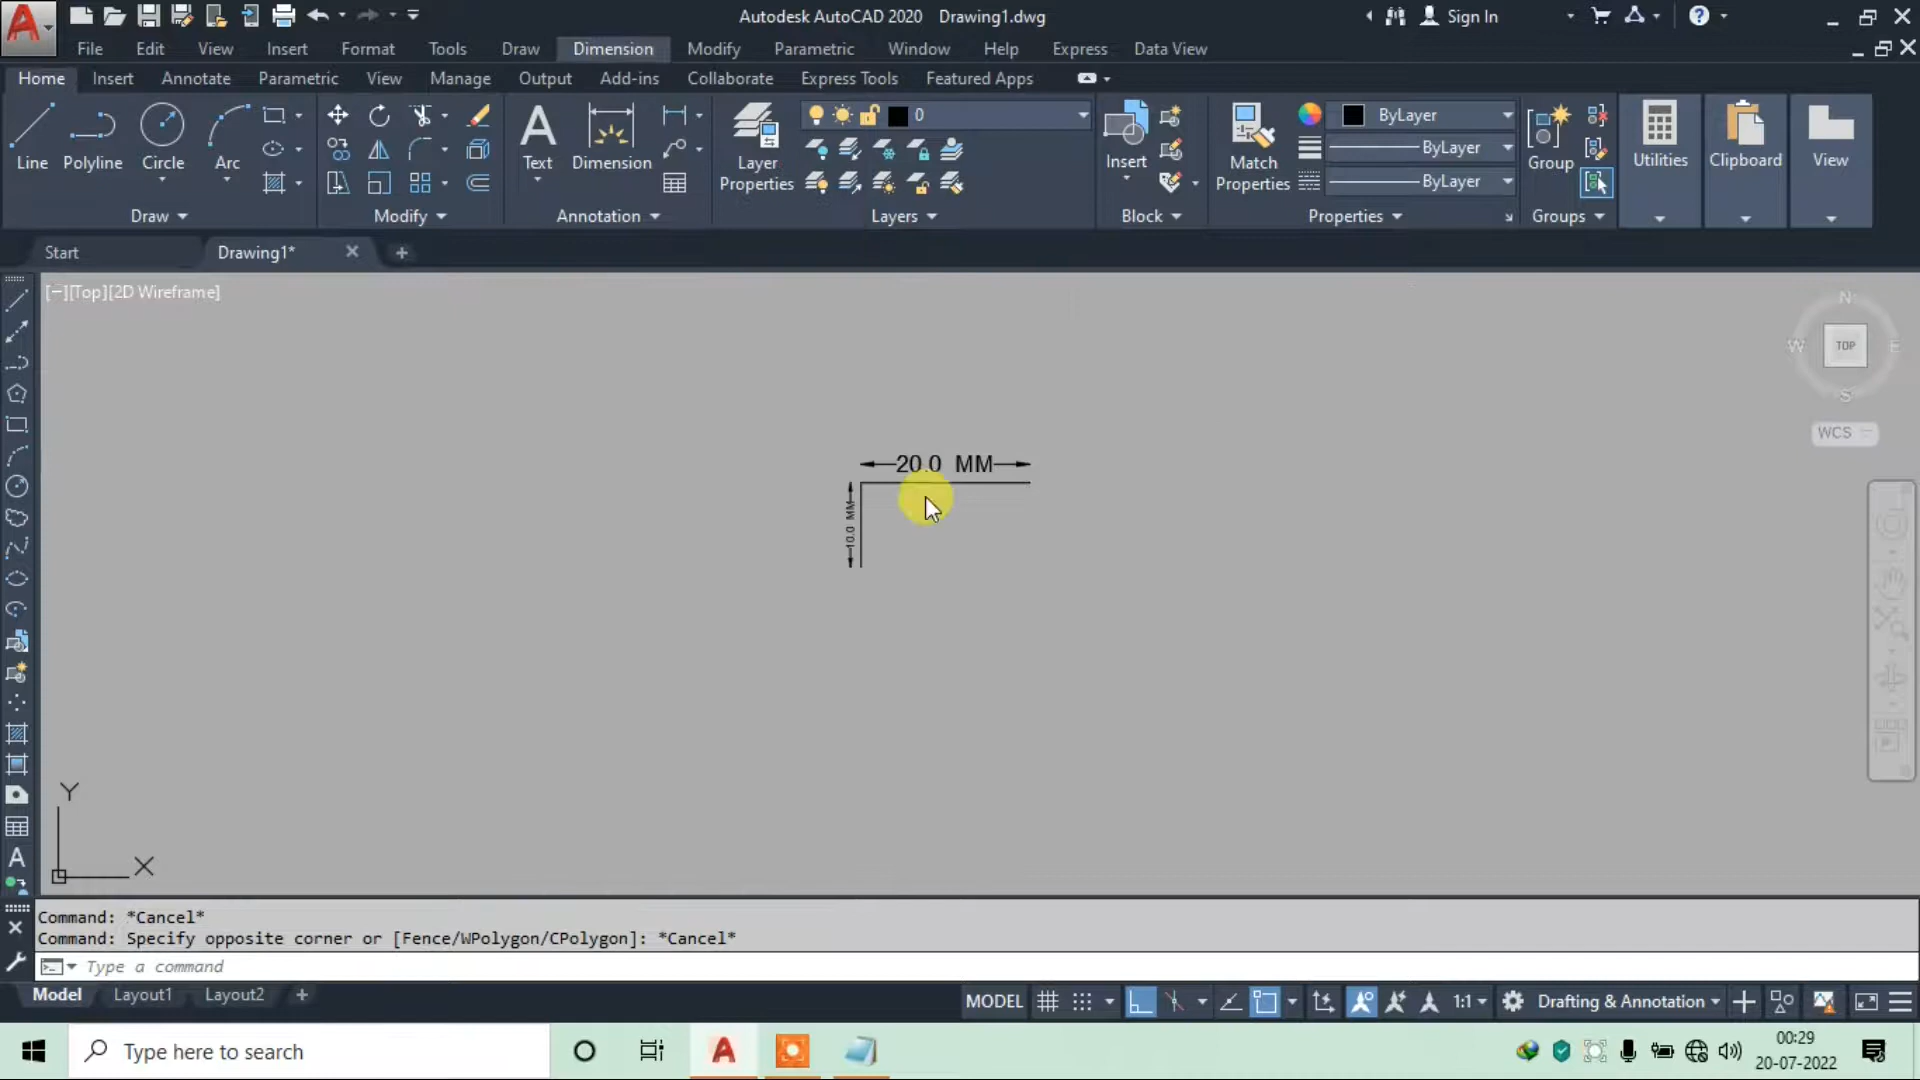 Autodesk AutoCAD 2020 Drawing1.dwg
Sign In
File Edit View Insert Format Tools Draw Dimension Modify Parametric Window Help Express Data View
Home Insert Annotate Parametric View Manage Output Add-ins Collaborate Express Tools Featured Apps
Line Polyline Circle Arc
Text Dimension
Layer Properties
0
Insert
Match Properties
ByLayer
ByLayer
ByLayer
Group
Utilities
Clipboard
View
Draw Modify Annotation Layers Block Properties Groups
Start Drawing1*
[−][Top][2D Wireframe]
N
W TOP E
S
WCS
20.0 MM
10.0 MM
Y
X
Command: *Cancel*
Command: Specify opposite corner or [Fence/WPolygon/CPolygon]: *Cancel*
Type a command
Model Layout1 Layout2
MODEL 1:1 Drafting & Annotation
Type here to search
00:29
20-07-2022